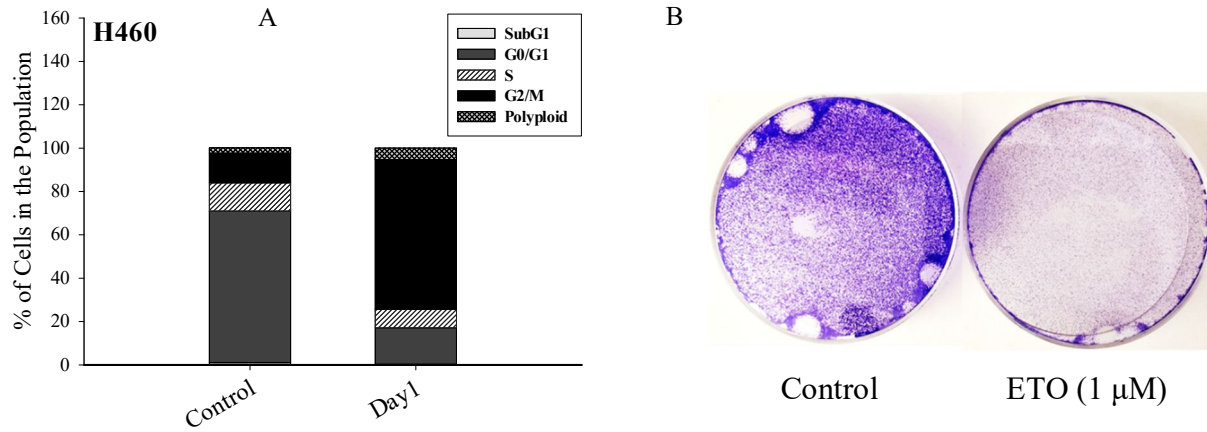 A
B
H460
SubG1
G0/G1
S
G2/M
Polyploid
% of Cells in the Population
160
140
120
100
80
60
40
20
0
Control
Day1
Control
ETO (1 μM)